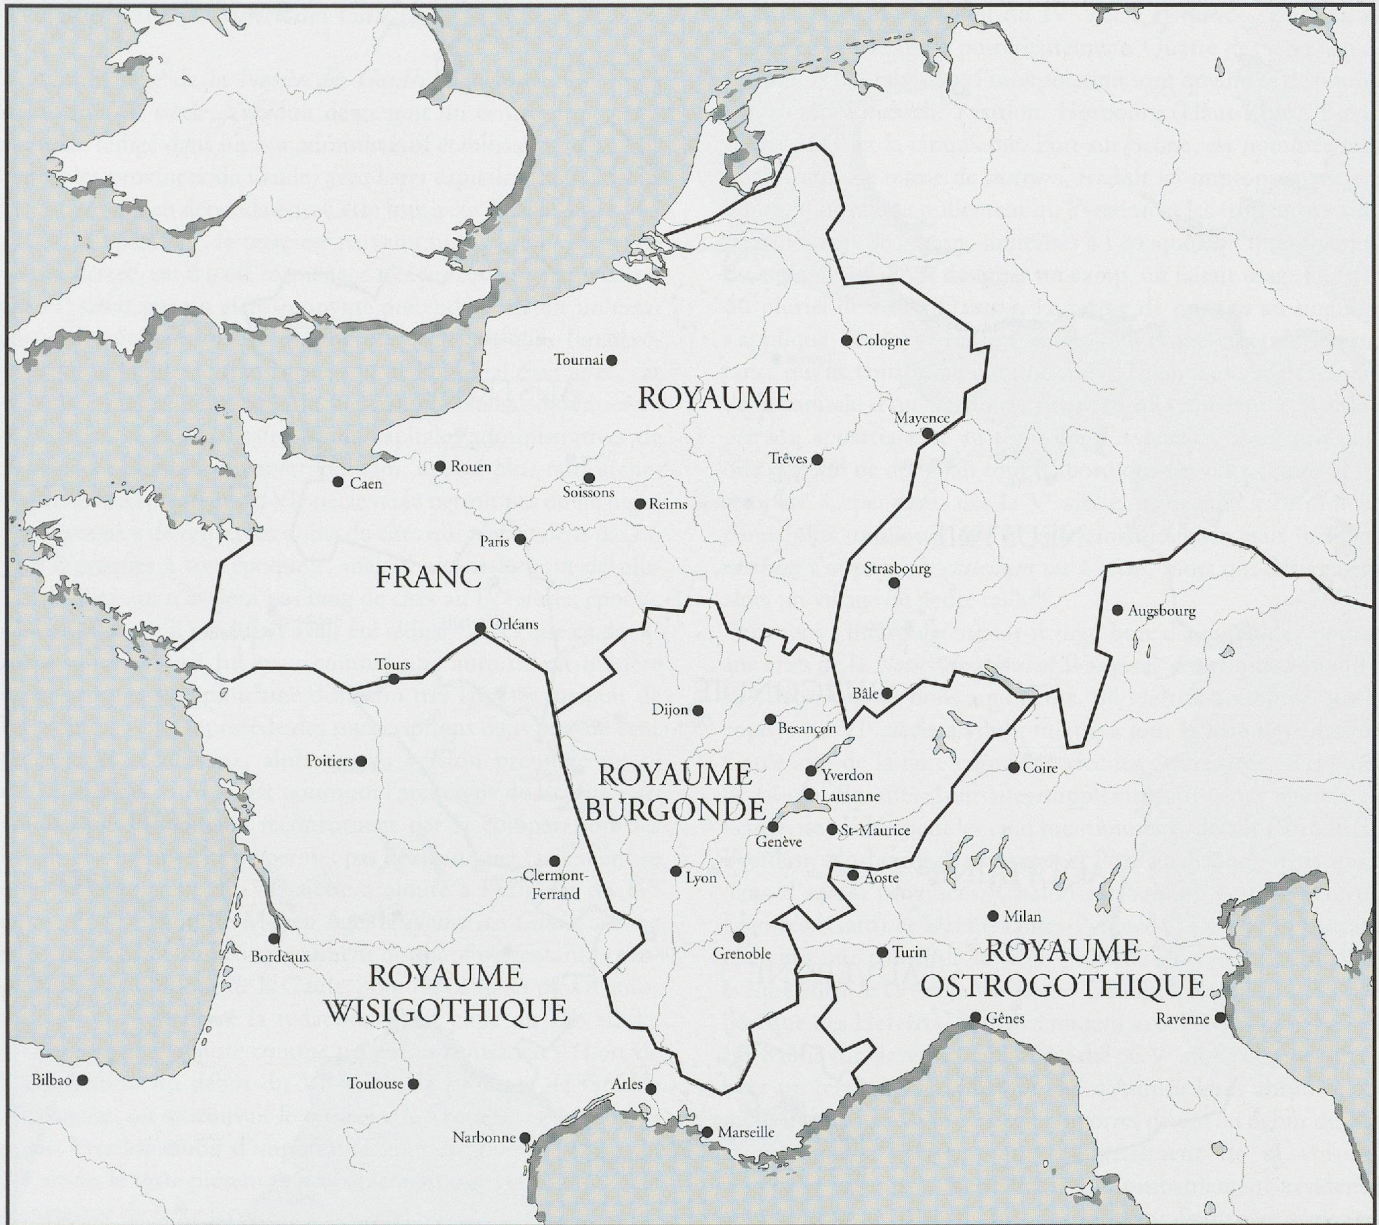 Tournai
Cologne
ROYAUME
Mayence
Rouen
Trêves
Caen
Soissons
Reims
Paris
Strasbourg
FRANC
Augsbourg
Orléans
Tours
Bâle
Dijon
Besançon
Poitiers
ROYAUME
BURGONDE
Yverdon
Coire
Lausanne
St-Maurice
Genève
Clermont-
Ferrand
Lyon
Aoste
Milan
Bordeaux
Grenoble
Turin
ROYAUME
OSTROGOTHIQUE
ROYAUME
WISIGOTHIQUE
Gênes
Ravenne
Bilbao
Toulouse
Arles
Narbonne
Marseille